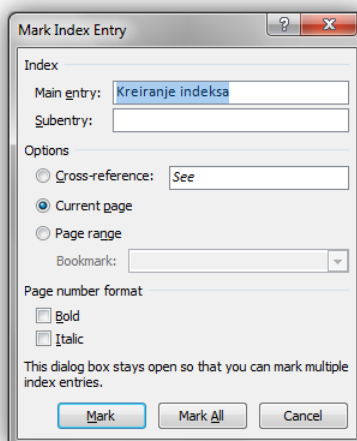 Mark Index Entry
Index
Main entry: Kreiranje indeksa
Subentry:
Options
Cross-reference: See
Current page
Page range
Bookmark:
Page number format
Bold
Italic
This dialog box stays open so that you can mark multiple
index entries.
Mark Mark All Cancel